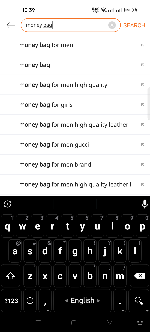 10:39
money bag
SEARCH
money bag for men
money bag
money bag for men high quality
money bag for girls
money bag for men high quality leather
money bag for men gucci
money bag for men brand
money bag for men high quality leather l
q w e r t y u i o p
a s d f g h j k l
z x c v b n m
?123
English